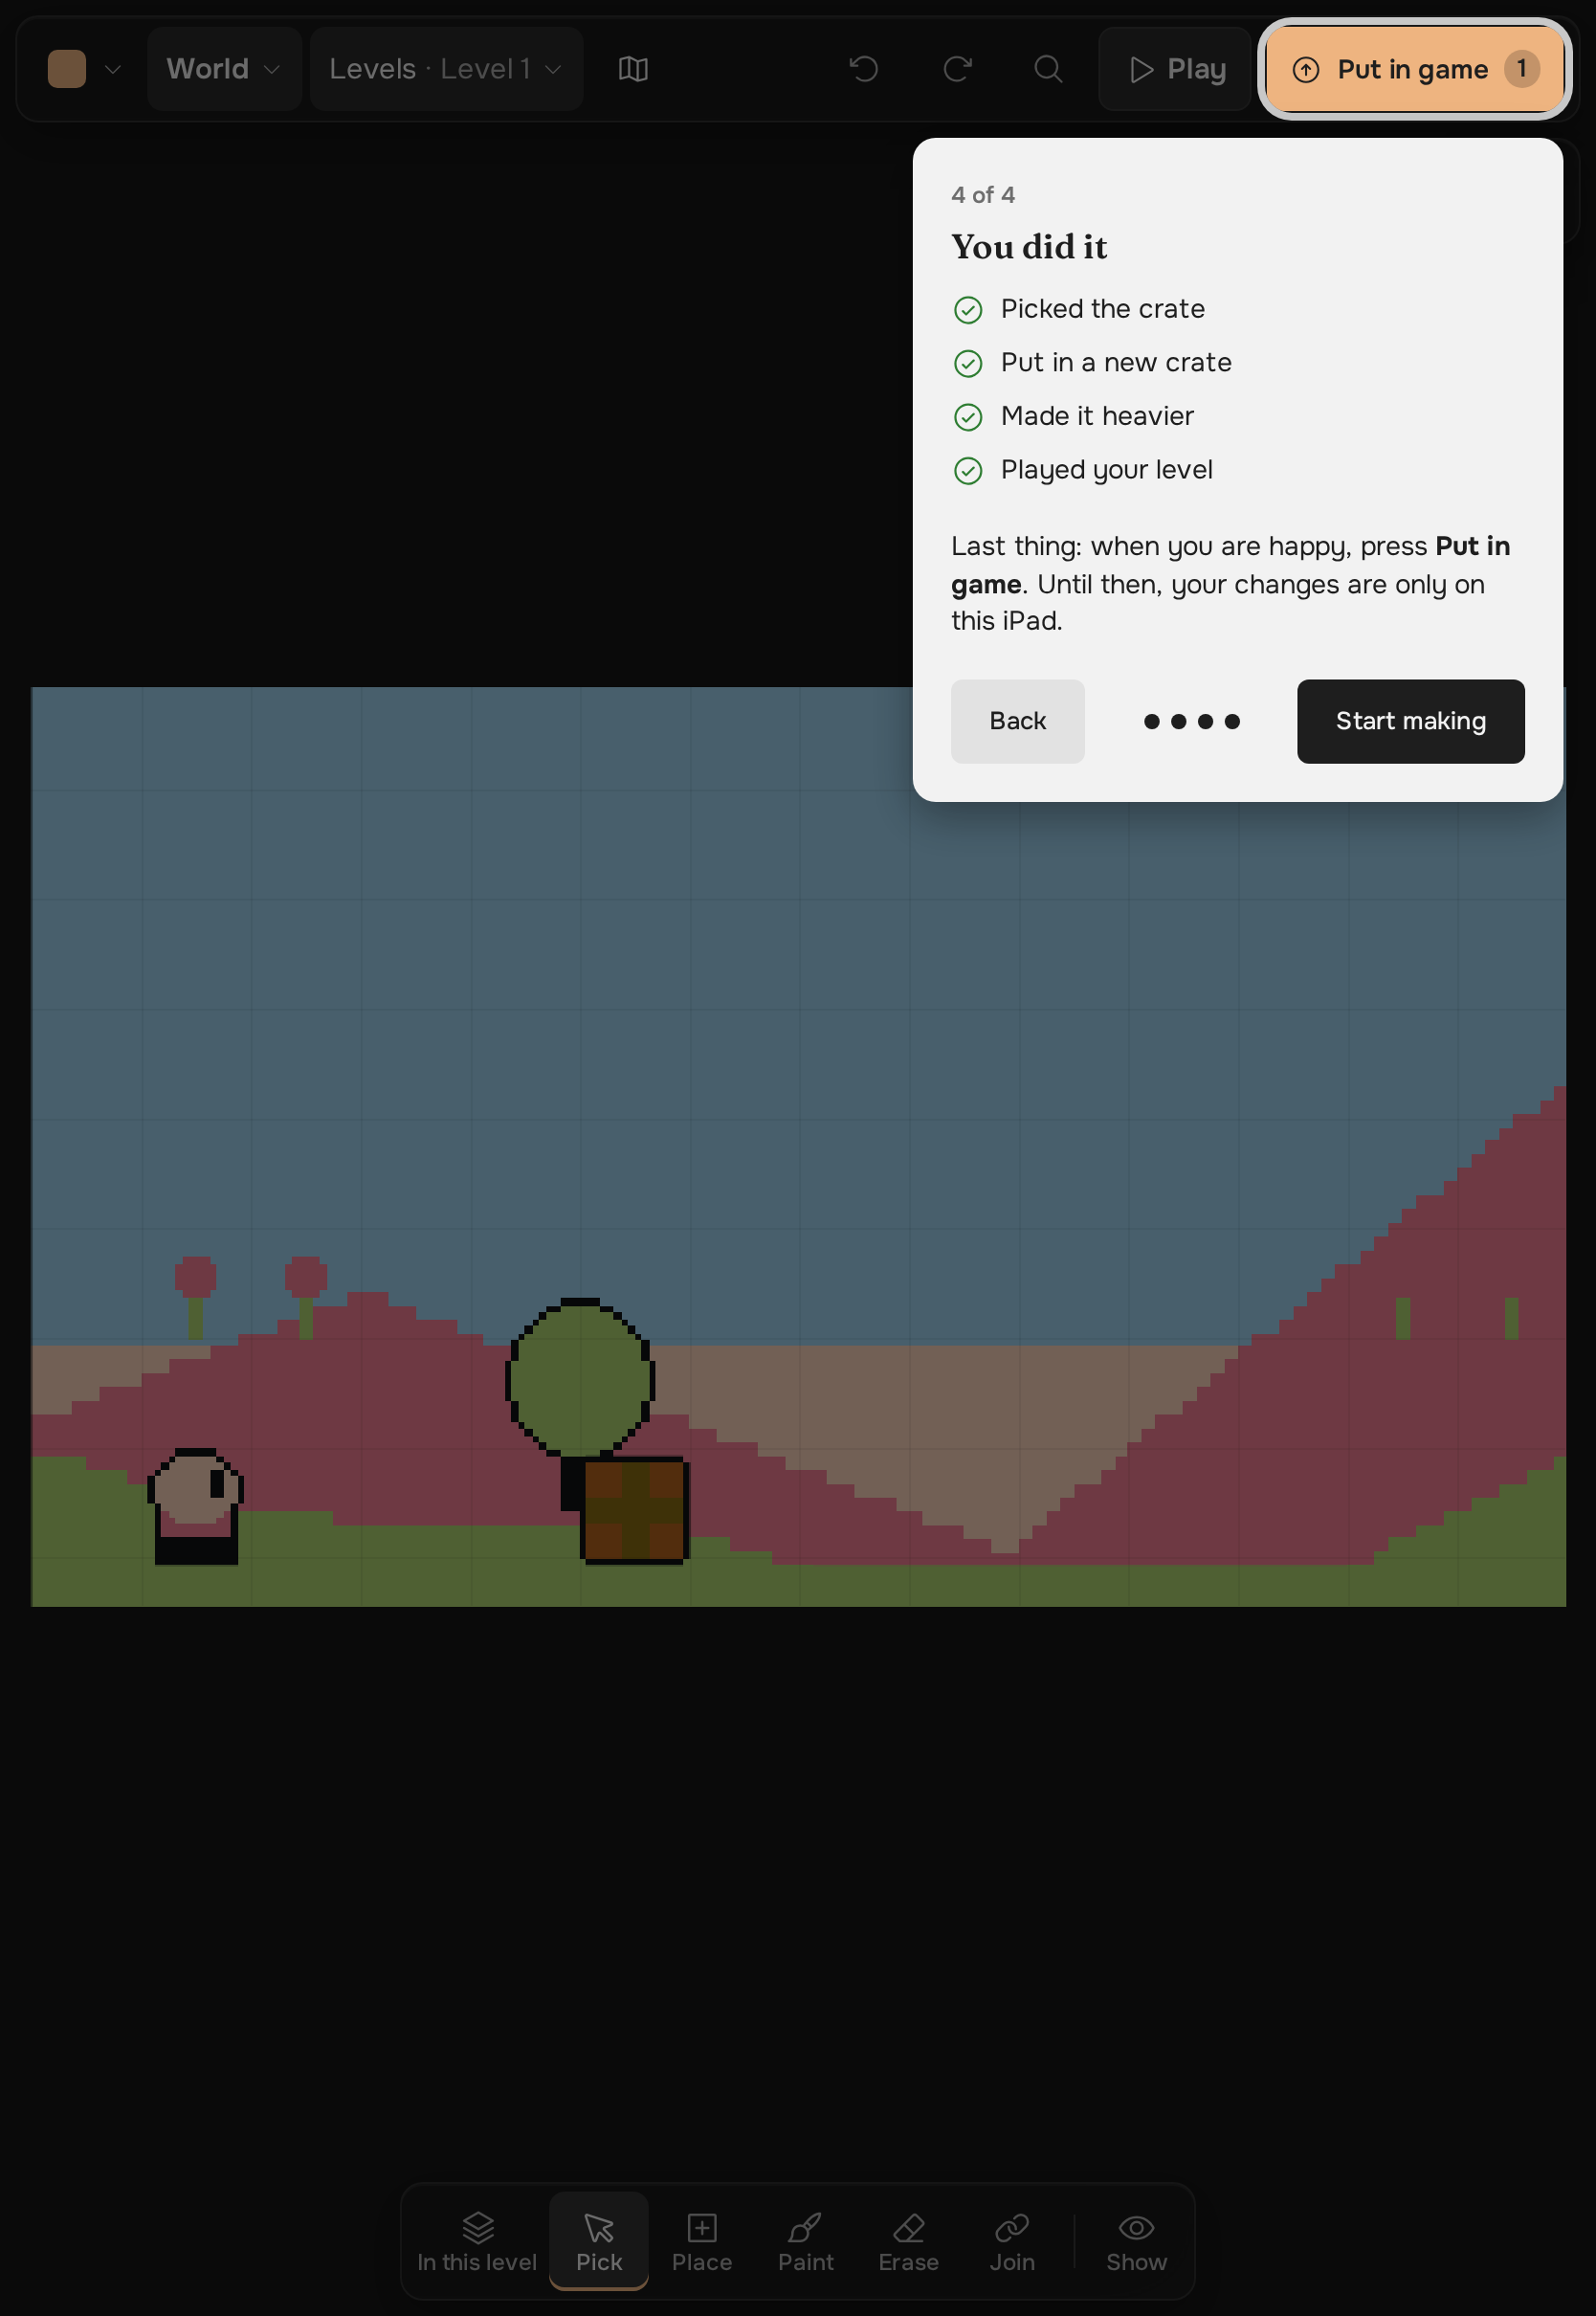 World
Levels · Level 1
Play
Put in game 1
4 of 4
You did it
Picked the crate
Put in a new crate
Made it heavier
Played your level
Last thing: when you are happy, press Put in
game. Until then, your changes are only on
this iPad.
Back
Start making
In this level
Pick
Place
Paint
Erase
Join
Show